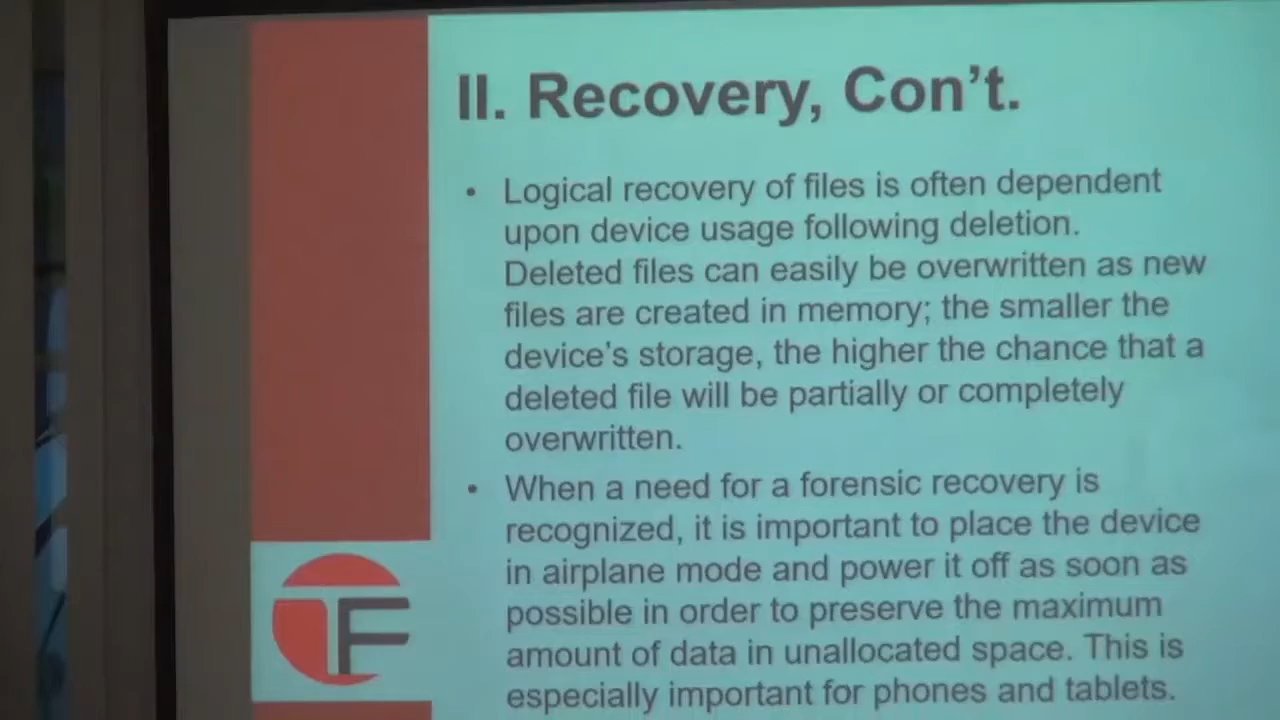 II. Recovery, Con't.
• Logical recovery of files is often dependent
upon device usage following deletion.
Deleted files can easily be overwritten as new
files are created in memory; the smaller the
device's storage, the higher the chance that a
deleted file will be partially or completely
overwritten.
• When a need for a forensic recovery is
recognized, it is important to place the device
in airplane mode and power it off as soon as
possible in order to preserve the maximum
amount of data in unallocated space. This is
especially important for phones and tablets.
TF